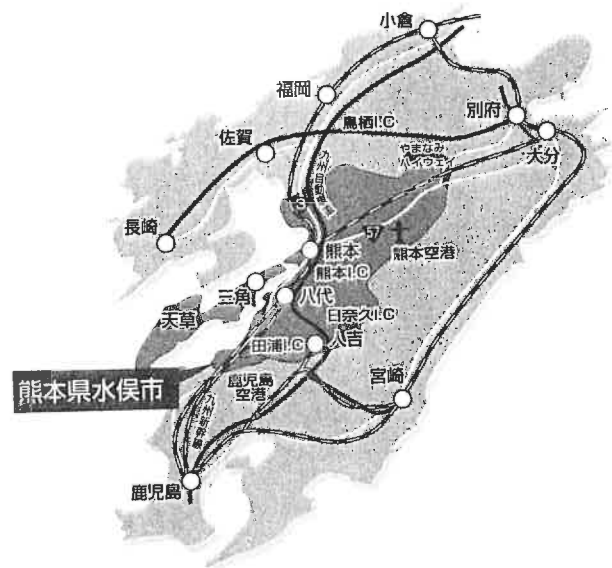 小倉
福岡
別府
鳥栖I.C
大分
佐賀
やまなみ
ハイウェイ
九州自動車道
3
長崎
57
熊本
熊本空港
熊本I.C
三角
八代
天草
日奈久I.C
田浦I.C
人吉
熊本県水俣市
鹿児島
空港
宮崎
九州新幹線
鹿児島